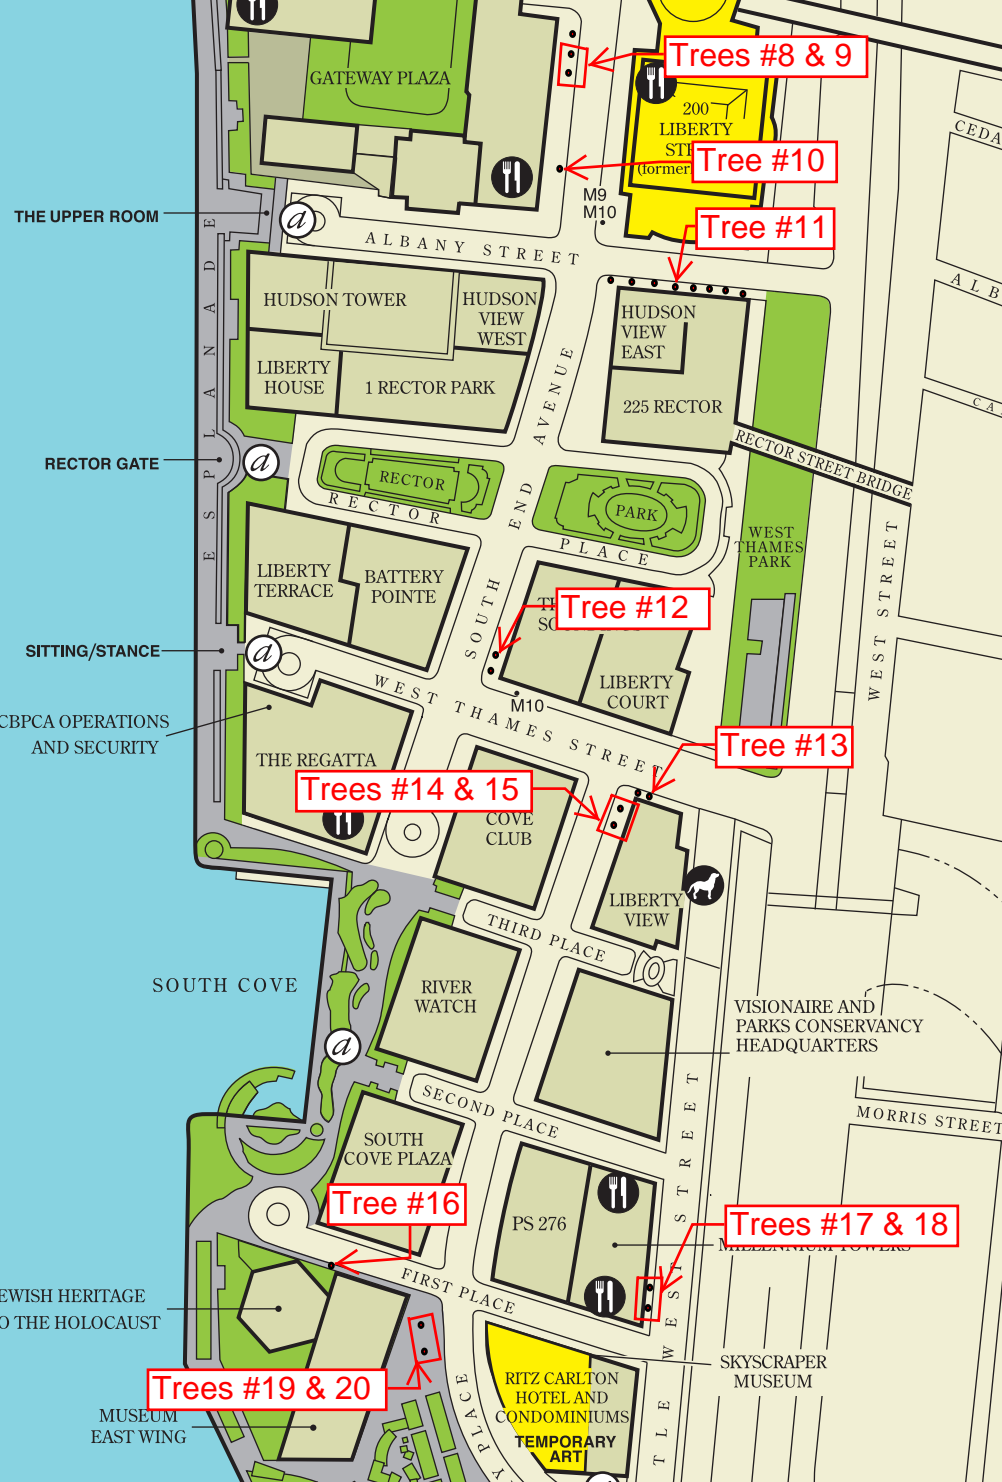 GATEWAY PLAZA
Trees #8 & 9
200
LIBERTY
Tree #10
CEDA
M9
M10
THE UPPER ROOM
a
Tree #11
ALBANY STREET
ALB
HUDSON TOWER
HUDSON
VIEW
WEST
HUDSON
VIEW
EAST
LIBERTY
HOUSE
1 RECTOR PARK
225 RECTOR
CA
ESPLANADE
SOUTH END AVENUE
RECTOR STREET BRIDGE
RECTOR GATE
a
RECTOR
PARK
RECTOR PLACE
WEST
THAMES
PARK
WEST STREET
LIBERTY
TERRACE
BATTERY
POINTE
Tree #12
SITTING/STANCE
a
LIBERTY
COURT
M10
WEST THAMES STREET
CBPCA OPERATIONS
AND SECURITY
THE REGATTA
Tree #13
Trees #14 & 15
COVE
CLUB
LIBERTY
VIEW
THIRD PLACE
SOUTH COVE
RIVER
WATCH
VISIONAIRE AND
PARKS CONSERVANCY
HEADQUARTERS
a
SECOND PLACE
MORRIS STREET
SOUTH
COVE PLAZA
Tree #16
PS 276
Trees #17 & 18
MILLENNIUM TOWERS
FIRST PLACE
EWISH HERITAGE
O THE HOLOCAUST
TLE WEST STREET
SKYSCRAPER
MUSEUM
Trees #19 & 20
RITZ CARLTON
HOTEL AND
CONDOMINIUMS
MUSEUM
EAST WING
TEMPORARY
ART
Y PLACE